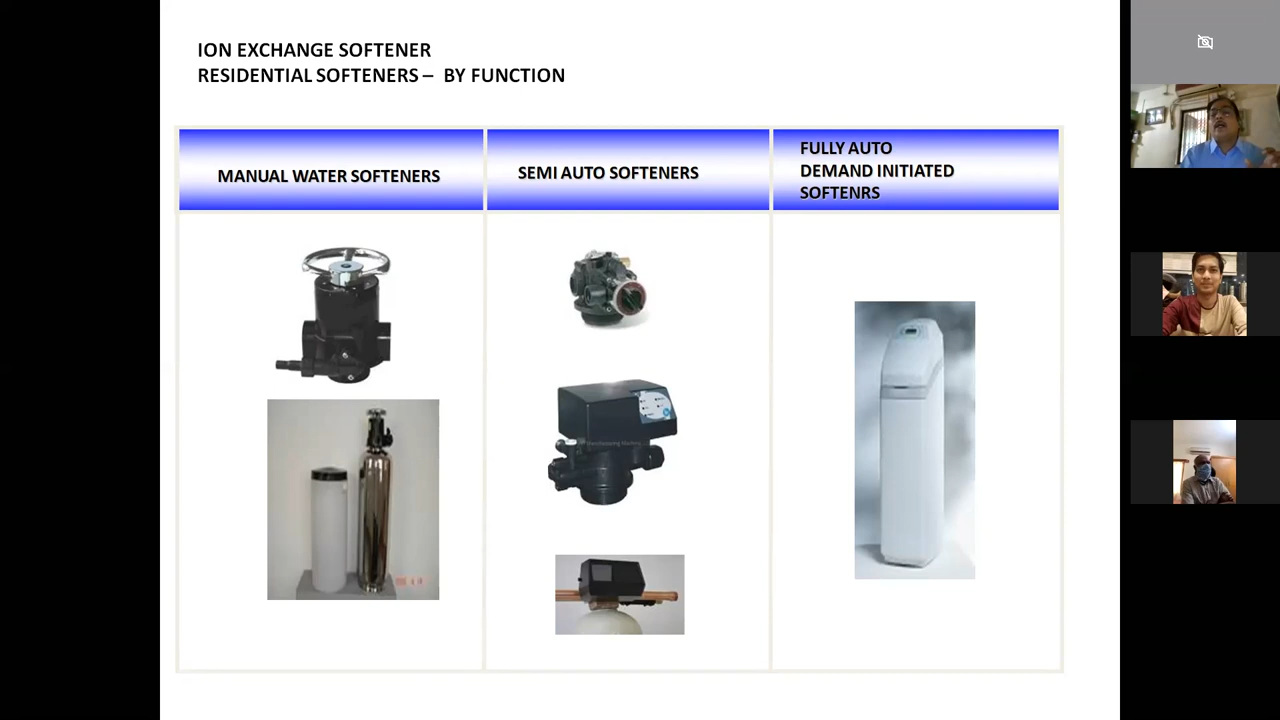 ION EXCHANGE SOFTENER
RESIDENTIAL SOFTENERS – BY FUNCTION
MANUAL WATER SOFTENERS
SEMI AUTO SOFTENERS
FULLY AUTO
DEMAND INITIATED
SOFTENRS